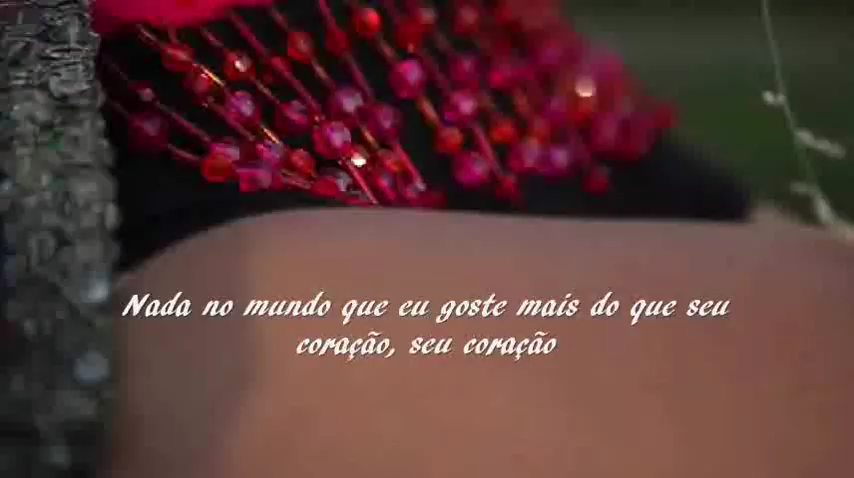 Nada no mundo que eu goste mais do que seu
coração, seu coração